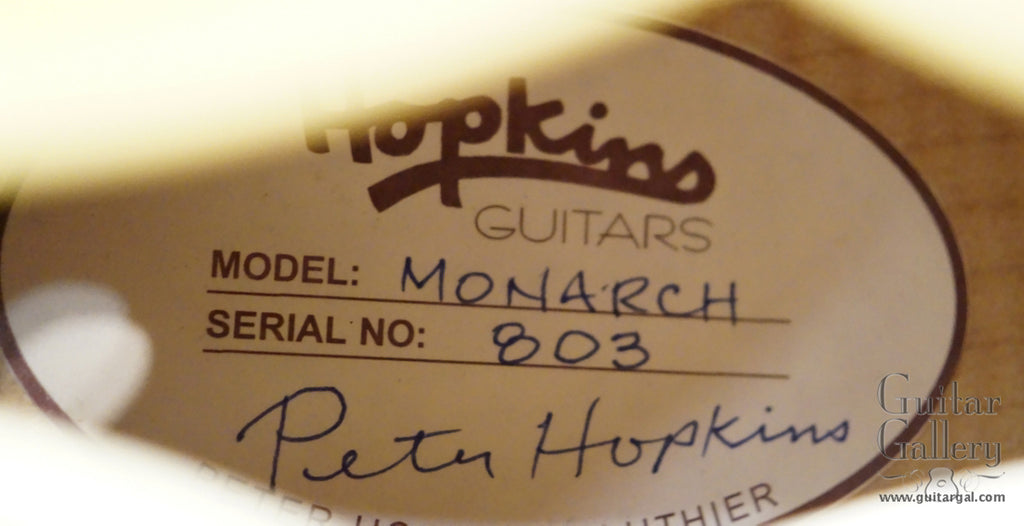 Hopkins
GUITARS
MODEL: MONARCH
SERIAL NO: 803
Peter Hopkins
Guitar
Gallery
www.guitargal.com